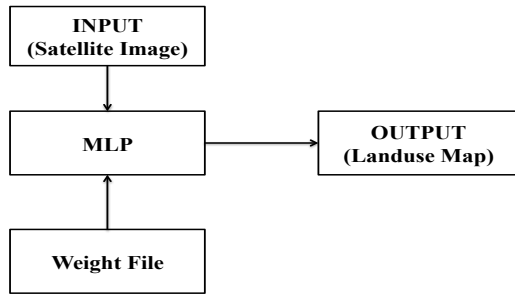 INPUT
(Satellite Image)
MLP
OUTPUT
(Landuse Map)
Weight File